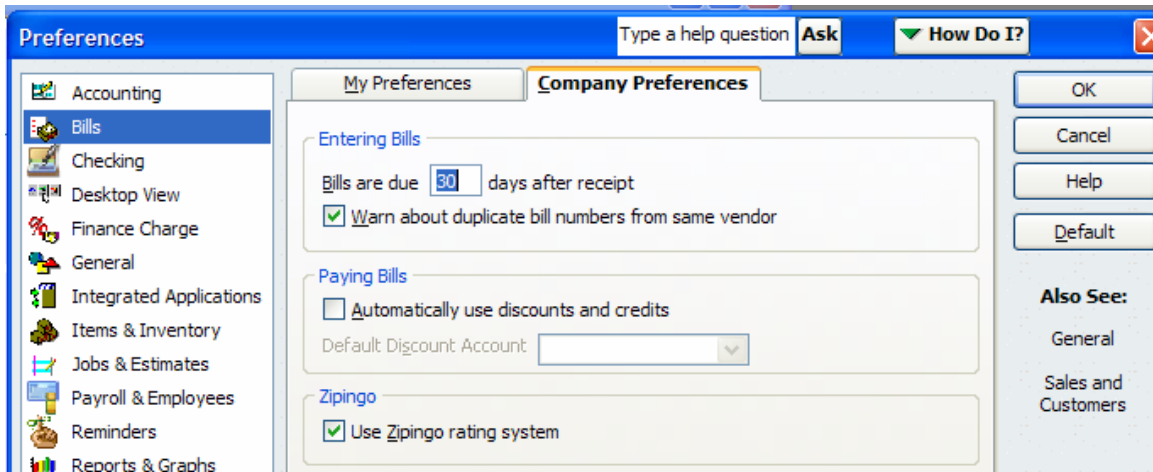 Preferences
Type a help question Ask
How Do I?
Accounting
Bills
Checking
Desktop View
Finance Charge
General
Integrated Applications
Items & Inventory
Jobs & Estimates
Payroll & Employees
Reminders
Reports & Graphs
My Preferences
Company Preferences
Entering Bills
Bills are due 30 days after receipt
Warn about duplicate bill numbers from same vendor
Paying Bills
Automatically use discounts and credits
Default Discount Account
Zipingo
Use Zipingo rating system
OK
Cancel
Help
Default
Also See:
General
Sales and
Customers